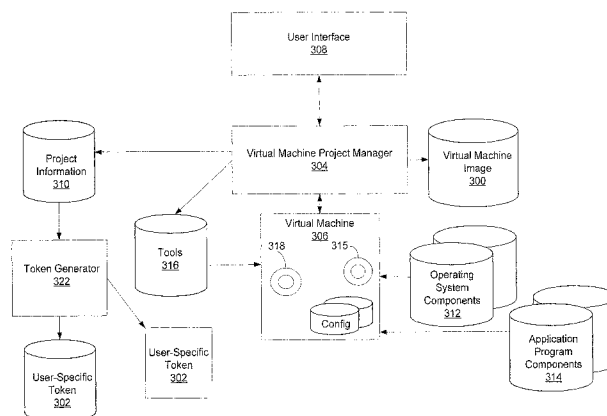 User Interface
308
Project
Information
310
Virtual Machine Project Manager
304
Virtual Machine
Image
300
Virtual Machine
306
318
315
Tools
316
Token Generator
322
Operating
System
Components
312
Config
User-Specific
Token
302
User-Specific
Token
302
Application
Program
Components
314